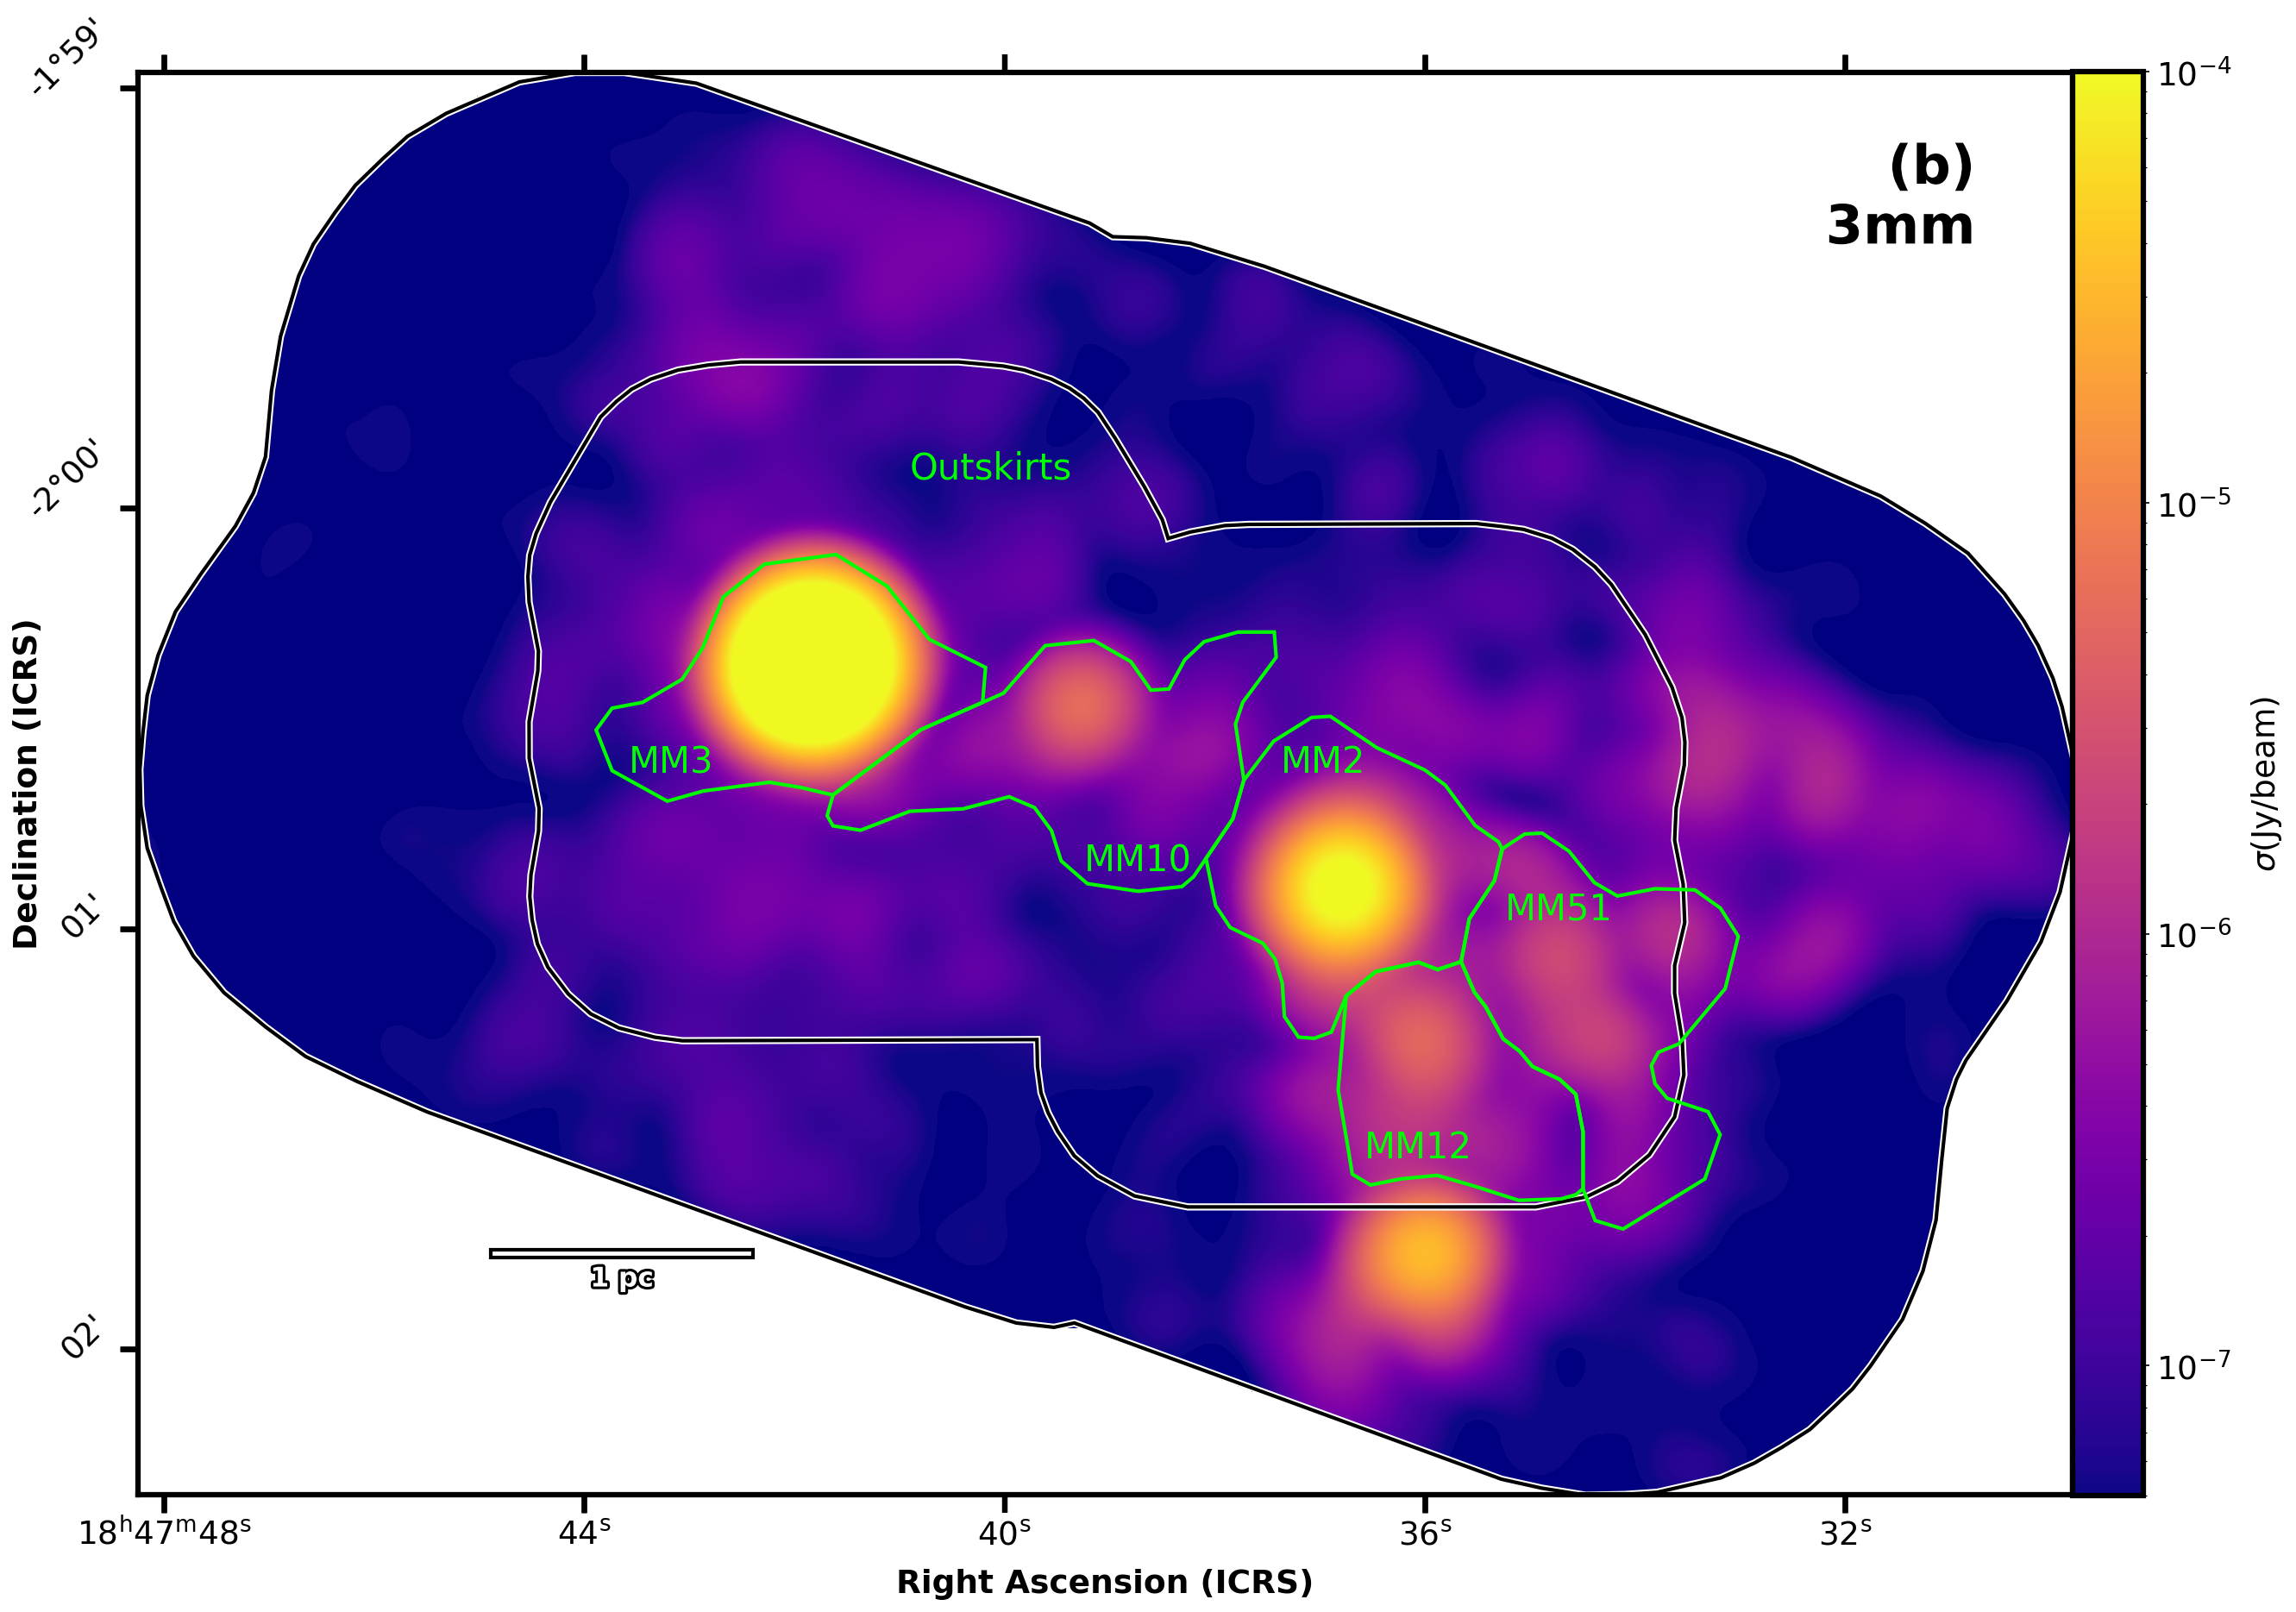 (b)
3mm
Outskirts
MM3
MM2
MM10
MM51
MM12
1 pc
-1°59'
-2°00'
01'
02'
Declination (ICRS)
18ʰ47ᵐ48ˢ 44ˢ 40ˢ 36ˢ 32ˢ
Right Ascension (ICRS)
10⁻⁴
10⁻⁵
10⁻⁶
10⁻⁷
σ(Jy/beam)